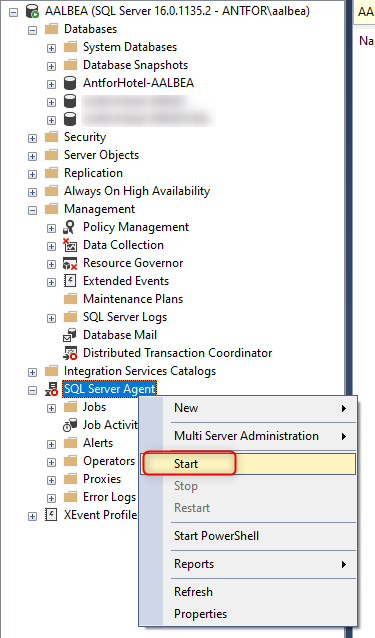 AALBEA (SQL Server 16.0.1135.2 - ANTFOR\aalbea)
AA
Databases
Na
System Databases
Database Snapshots
AntforHotel-AALBEA
Security
Server Objects
Replication
Always On High Availability
Management
Policy Management
Data Collection
Resource Governor
Extended Events
Maintenance Plans
SQL Server Logs
Database Mail
Distributed Transaction Coordinator
Integration Services Catalogs
SQL Server Agent
Jobs
Job Activit
Alerts
Operators
Proxies
Error Logs
XEvent Profile
New
Multi Server Administration
Start
Stop
Restart
Start PowerShell
Reports
Refresh
Properties